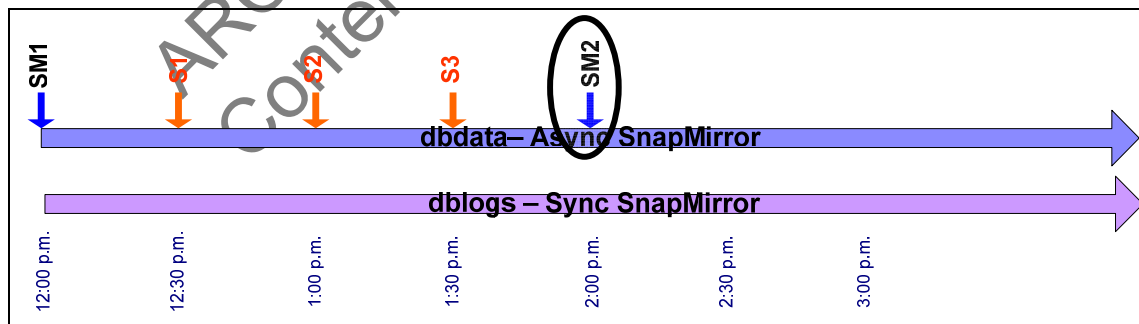 SM1
S1
S2
S3
SM2
dbdata– Async SnapMirror
dblogs – Sync SnapMirror
12:00 p.m.
12:30 p.m.
1:00 p.m.
1:30 p.m.
2:00 p.m.
2:30 p.m.
3:00 p.m.